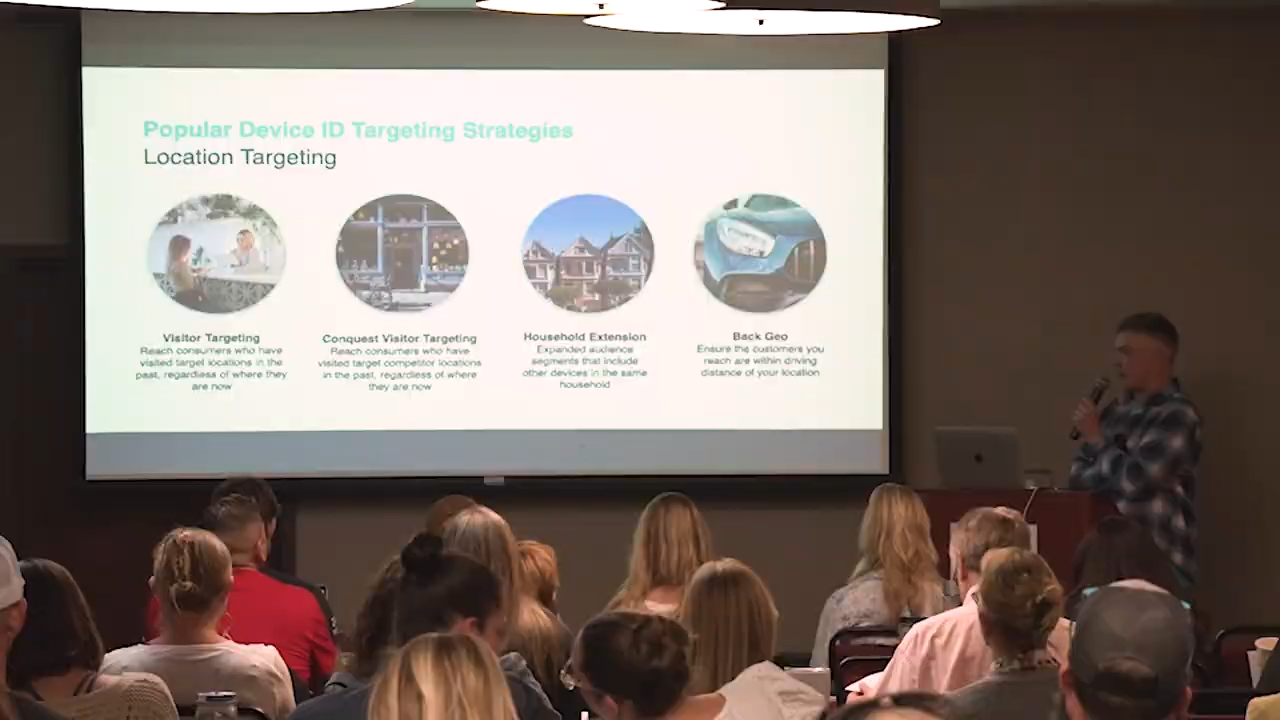 Popular Device ID Targeting Strategies
Location Targeting
Visitor Targeting
Reach consumers who have
visited target locations in the
past, regardless of where they
are now
Conquest Visitor Targeting
Reach consumers who have
visited target competitor locations
in the past, regardless of where
they are now
Household Extension
Expanded audience
segments that include
other devices in the same
household
Back Geo
Ensure the customers you
reach are within driving
distance of your location